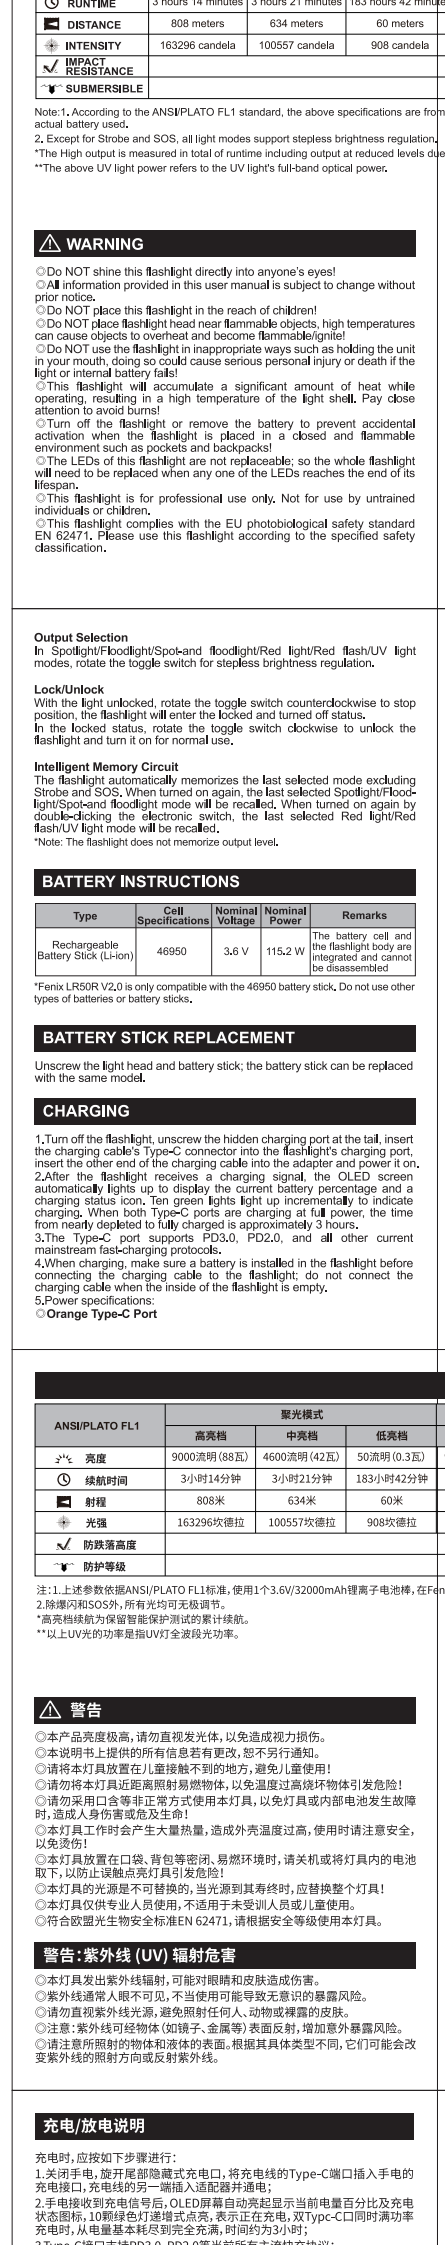 RUNTIME 3 hours 14 minutes 3 hours 21 minutes 183 hours 42 minute
DISTANCE 808 meters 634 meters 60 meters
INTENSITY 163296 candela 100557 candela 908 candela
IMPACT
RESISTANCE
SUBMERSIBLE
Note:1. According to the ANSI/PLATO FL1 standard, the above specifications are from
actual battery used.
2. Except for Strobe and SOS, all light modes support stepless brightness regulation.
*The High output is measured in total of runtime including output at reduced levels due
**The above UV light power refers to the UV light's full-band optical power.
WARNING
◎Do NOT shine this flashlight directly into anyone's eyes!
◎All information provided in this user manual is subject to change without
prior notice.
◎Do NOT place this flashlight in the reach of children!
◎Do NOT place flashlight head near flammable objects, high temperatures
can cause objects to overheat and become flammable/ignite!
◎Do NOT use the flashlight in inappropriate ways such as holding the unit
in your mouth, doing so could cause serious personal injury or death if the
light or internal battery fails!
◎This flashlight will accumulate a significant amount of heat while
operating, resulting in a high temperature of the light shell. Pay close
attention to avoid burns!
◎Turn off the flashlight or remove the battery to prevent accidental
activation when the flashlight is placed in a closed and flammable
environment such as pockets and backpacks!
◎The LEDs of this flashlight are not replaceable; so the whole flashlight
will need to be replaced when any one of the LEDs reaches the end of its
lifespan.
◎This flashlight is for professional use only. Not for use by untrained
individuals or children.
◎This flashlight complies with the EU photobiological safety standard
EN 62471. Please use this flashlight according to the specified safety
classification.
Output Selection
In Spotlight/Floodlight/Spot-and floodlight/Red light/Red flash/UV light
modes, rotate the toggle switch for stepless brightness regulation.
Lock/Unlock
With the light unlocked, rotate the toggle switch counterclockwise to stop
position, the flashlight will enter the locked and turned off status.
In the locked status, rotate the toggle switch clockwise to unlock the
flashlight and turn it on for normal use.
Intelligent Memory Circuit
The flashlight automatically memorizes the last selected mode excluding
Strobe and SOS. When turned on again, the last selected Spotlight/Flood-
light/Spot-and floodlight mode will be recalled. When turned on again by
double-clicking the electronic switch, the last selected Red light/Red
flash/UV light mode will be recalled.
*Note: The flashlight does not memorize output level.
BATTERY INSTRUCTIONS
Type Cell Specifications Nominal Voltage Nominal Power Remarks
Rechargeable Battery Stick (Li-ion) 46950 3.6 V 115.2 W The battery cell and
the flashlight body are
integrated and cannot
be disassembled
*Fenix LR50R V2.0 is only compatible with the 46950 battery stick. Do not use other
types of batteries or battery sticks.
BATTERY STICK REPLACEMENT
Unscrew the light head and battery stick; the battery stick can be replaced
with the same model.
CHARGING
1.Turn off the flashlight, unscrew the hidden charging port at the tail, insert
the charging cable's Type-C connector into the flashlight's charging port,
insert the other end of the charging cable into the adapter and power it on.
2.After the flashlight receives a charging signal, the OLED screen
automatically lights up to display the current battery percentage and a
charging status icon. Ten green lights light up incrementally to indicate
charging. When both Type-C ports are charging at full power, the time
from nearly depleted to fully charged is approximately 3 hours.
3.The Type-C port supports PD3.0, PD2.0, and all other current
mainstream fast-charging protocols.
4.When charging, make sure a battery is installed in the flashlight before
connecting the charging cable to the flashlight; do not connect the
charging cable when the inside of the flashlight is empty.
5.Power specifications:
◎Orange Type-C Port
ANSI/PLATO FL1 聚光模式
高亮档 中亮档 低亮档
亮度 9000流明(88瓦) 4600流明(42瓦) 50流明(0.3瓦)
续航时间 3小时14分钟 3小时21分钟 183小时42分钟
射程 808米 634米 60米
光强 163296坎德拉 100557坎德拉 908坎德拉
防跌落高度
防护等级
注:1.上述参数依据ANSI/PLATO FL1标准,使用1个3.6V/32000mAh锂离子电池棒,在Fen
2.除爆闪和SOS外,所有光均可无极调节。
*高亮档续航为保留智能保护测试的累计续航。
**以上UV光的功率是指UV灯全波段光功率。
警告
◎本产品亮度极高,请勿直视发光体,以免造成视力损伤。
◎本说明书上提供的所有信息若有更改,恕不另行通知。
◎请将本灯具放置在儿童接触不到的地方,避免儿童使用!
◎请勿将本灯具近距离照射易燃物体,以免温度过高烧坏物体引发危险!
◎请勿采用口含等非正常方式使用本灯具,以免灯具或内部电池发生故障
时,造成人身伤害或危及生命!
◎本灯具工作时会产生大量热量,造成外壳温度过高,使用时请注意安全,
以免烫伤!
◎本灯具放置在口袋、背包等密闭、易燃环境时,请关机或将灯具内的电池
取下,以防止误触点亮灯具引发危险!
◎本灯具的光源是不可替换的,当光源到其寿终时,应替换整个灯具!
◎本灯具仅供专业人员使用,不适用于未受训人员或儿童使用。
◎符合欧盟光生物安全标准EN 62471,请根据安全等级使用本灯具。
警告:紫外线 (UV) 辐射危害
◎本灯具发出紫外线辐射,可能对眼睛和皮肤造成伤害。
◎紫外线通常人眼不可见,不当使用可能导致无意识的暴露风险。
◎请勿直视紫外线光源,避免照射任何人、动物或裸露的皮肤。
◎注意:紫外线可经物体(如镜子、金属等)表面反射,增加意外暴露风险。
◎请注意所照射的物体和液体的表面。根据其具体类型不同,它们可能会改
变紫外线的照射方向或反射紫外线。
充电/放电说明
充电时,应按如下步骤进行:
1.关闭手电,旋开尾部隐藏式充电口,将充电线的Type-C端口插入手电的
充电接口,充电线的另一端插入适配器并通电;
2.手电接收到充电信号后,OLED屏幕自动亮起显示当前电量百分比及充电
状态图标,10颗绿色灯递增式点亮,表示正在充电,双Typc-C口同时满功率
充电时,从电量基本耗尽到完全充满,时间约为3小时;
3.Type-C接口支持PD3.0、PD2.0等当前所有主流快充协议;